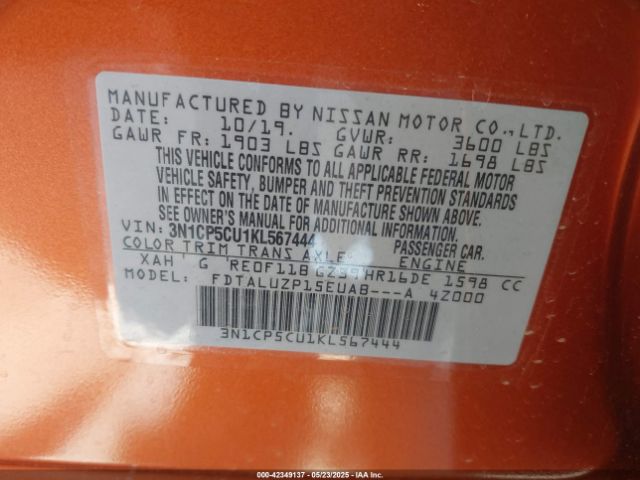 MANUFACTURED BY NISSAN MOTOR CO.,LTD.
DATE: 10/19. GVWR: 3600 LBS
GAWR FR: 1903 LBS GAWR RR: 1698 LBS
THIS VEHICLE CONFORMS TO ALL APPLICABLE FEDERAL MOTOR
VEHICLE SAFETY, BUMPER AND THEFT PREVENTION STANDARDS
IN EFFECT ON THE DATE OF MANUFACTURE SHOWN ABOVE.
SEE OWNER'S MANUAL FOR ADDITIONAL INFORMATION.
VIN: 3N1CP5CU1KL567444 PASSENGER CAR.
COLOR TRIM TRANS AXLE ENGINE
XAH G RE0F11B GZ59 HR16DE 1598 CC
MODEL: FDTALUZP15EUAB---A 4Z000
3N1CP5CU1KL567444
000-42349137 - 05/23/2025 - IAA Inc.